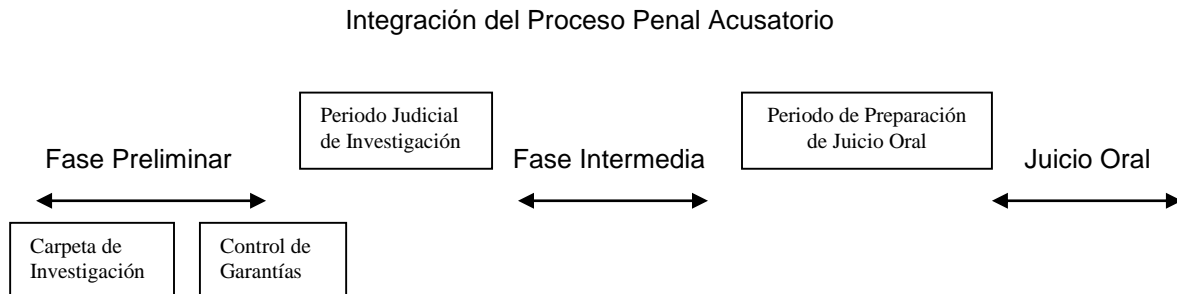 Integración del Proceso Penal Acusatorio
Periodo Judicial
de Investigación
Periodo de Preparación
de Juicio Oral
Fase Preliminar
Fase Intermedia
Juicio Oral
Carpeta de
Investigación
Control de
Garantías